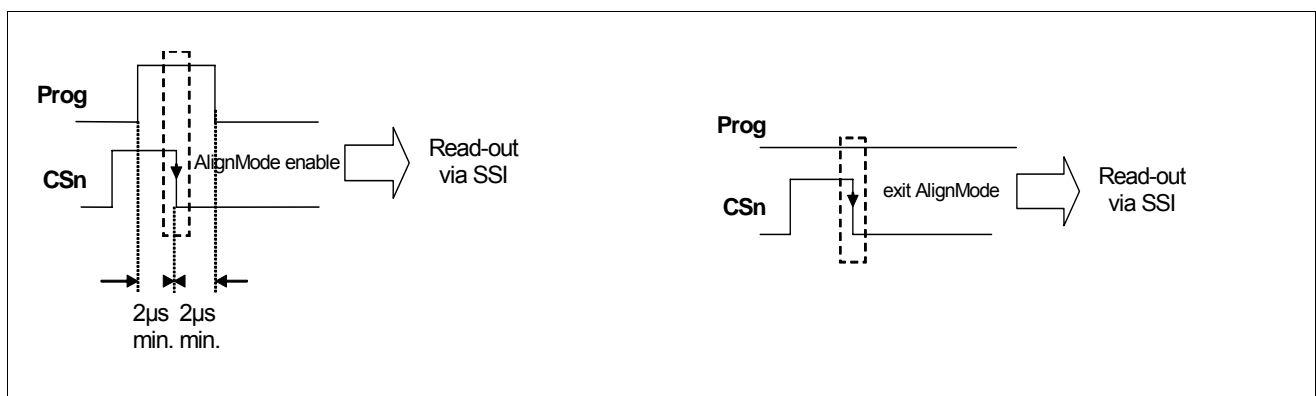 Prog
AlignMode enable
CSn
Read-out
via SSI
2µs 2µs
min. min.
Prog
exit AlignMode
CSn
Read-out
via SSI